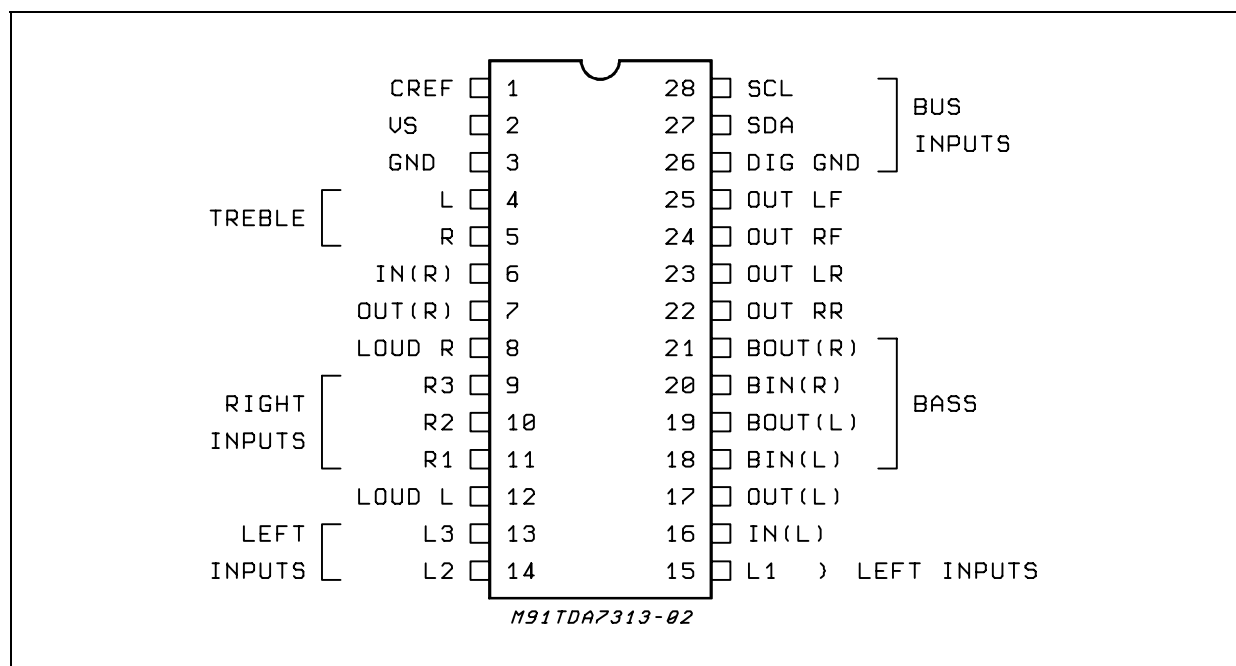 CREF 1 28 SCL
VS 2 27 SDA
GND 3 26 DIG GND
BUS
INPUTS
TREBLE
L 4 25 OUT LF
R 5 24 OUT RF
IN(R) 6 23 OUT LR
OUT(R) 7 22 OUT RR
LOUD R 8 21 BOUT(R)
RIGHT
INPUTS
R3 9 20 BIN(R)
R2 10 19 BOUT(L)
R1 11 18 BIN(L)
BASS
LOUD L 12 17 OUT(L)
LEFT
INPUTS
L3 13 16 IN(L)
L2 14 15 L1 ) LEFT INPUTS
M91TDA7313-02